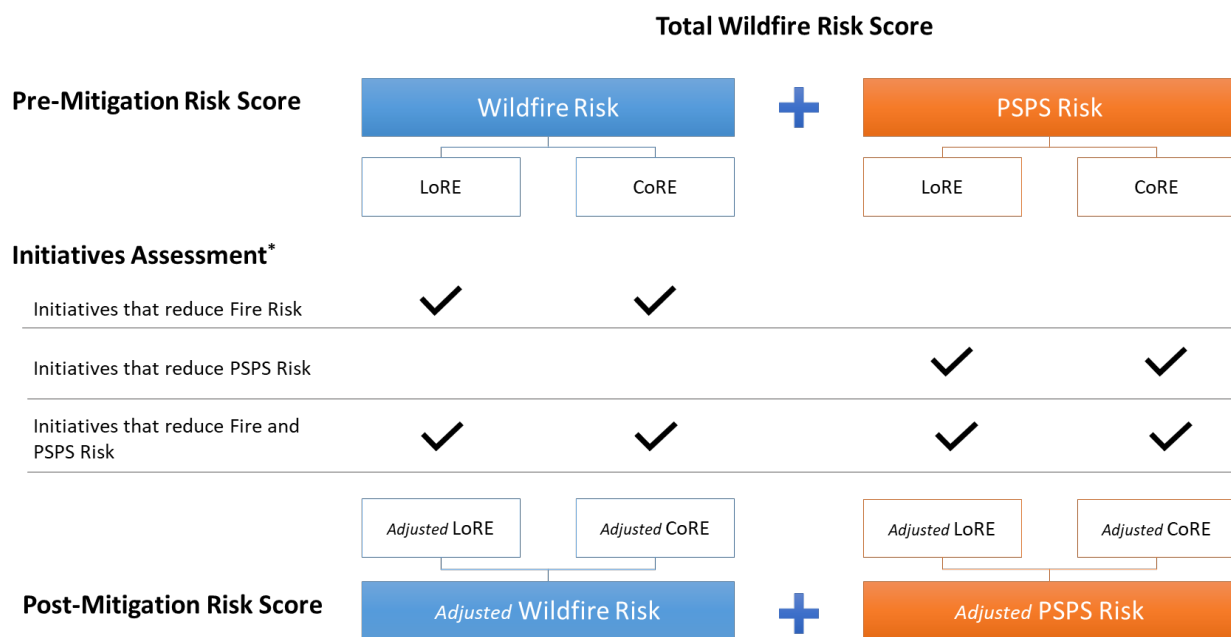 Total Wildfire Risk Score
Pre-Mitigation Risk Score
Wildfire Risk
PSPS Risk
LoRE
CoRE
LoRE
CoRE
Initiatives Assessment*
Initiatives that reduce Fire Risk
Initiatives that reduce PSPS Risk
Initiatives that reduce Fire and
PSPS Risk
Adjusted LoRE
Adjusted CoRE
Adjusted LoRE
Adjusted CoRE
Post-Mitigation Risk Score
Adjusted Wildfire Risk
Adjusted PSPS Risk